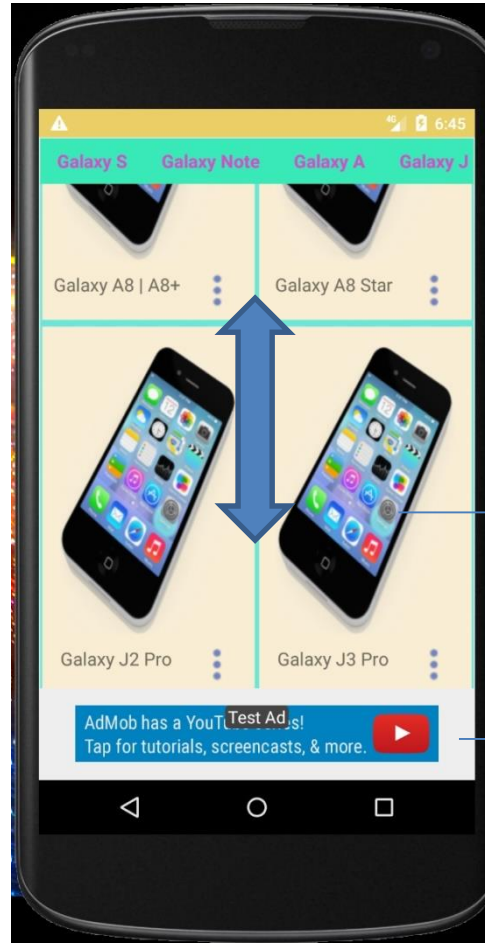 4G 6:45
Galaxy S Galaxy Note Galaxy A Galaxy J
Galaxy A8 | A8+ Galaxy A8 Star
Galaxy J2 Pro Galaxy J3 Pro
Test Ad
AdMob has a YouTube series!
Tap for tutorials, screencasts, & more.